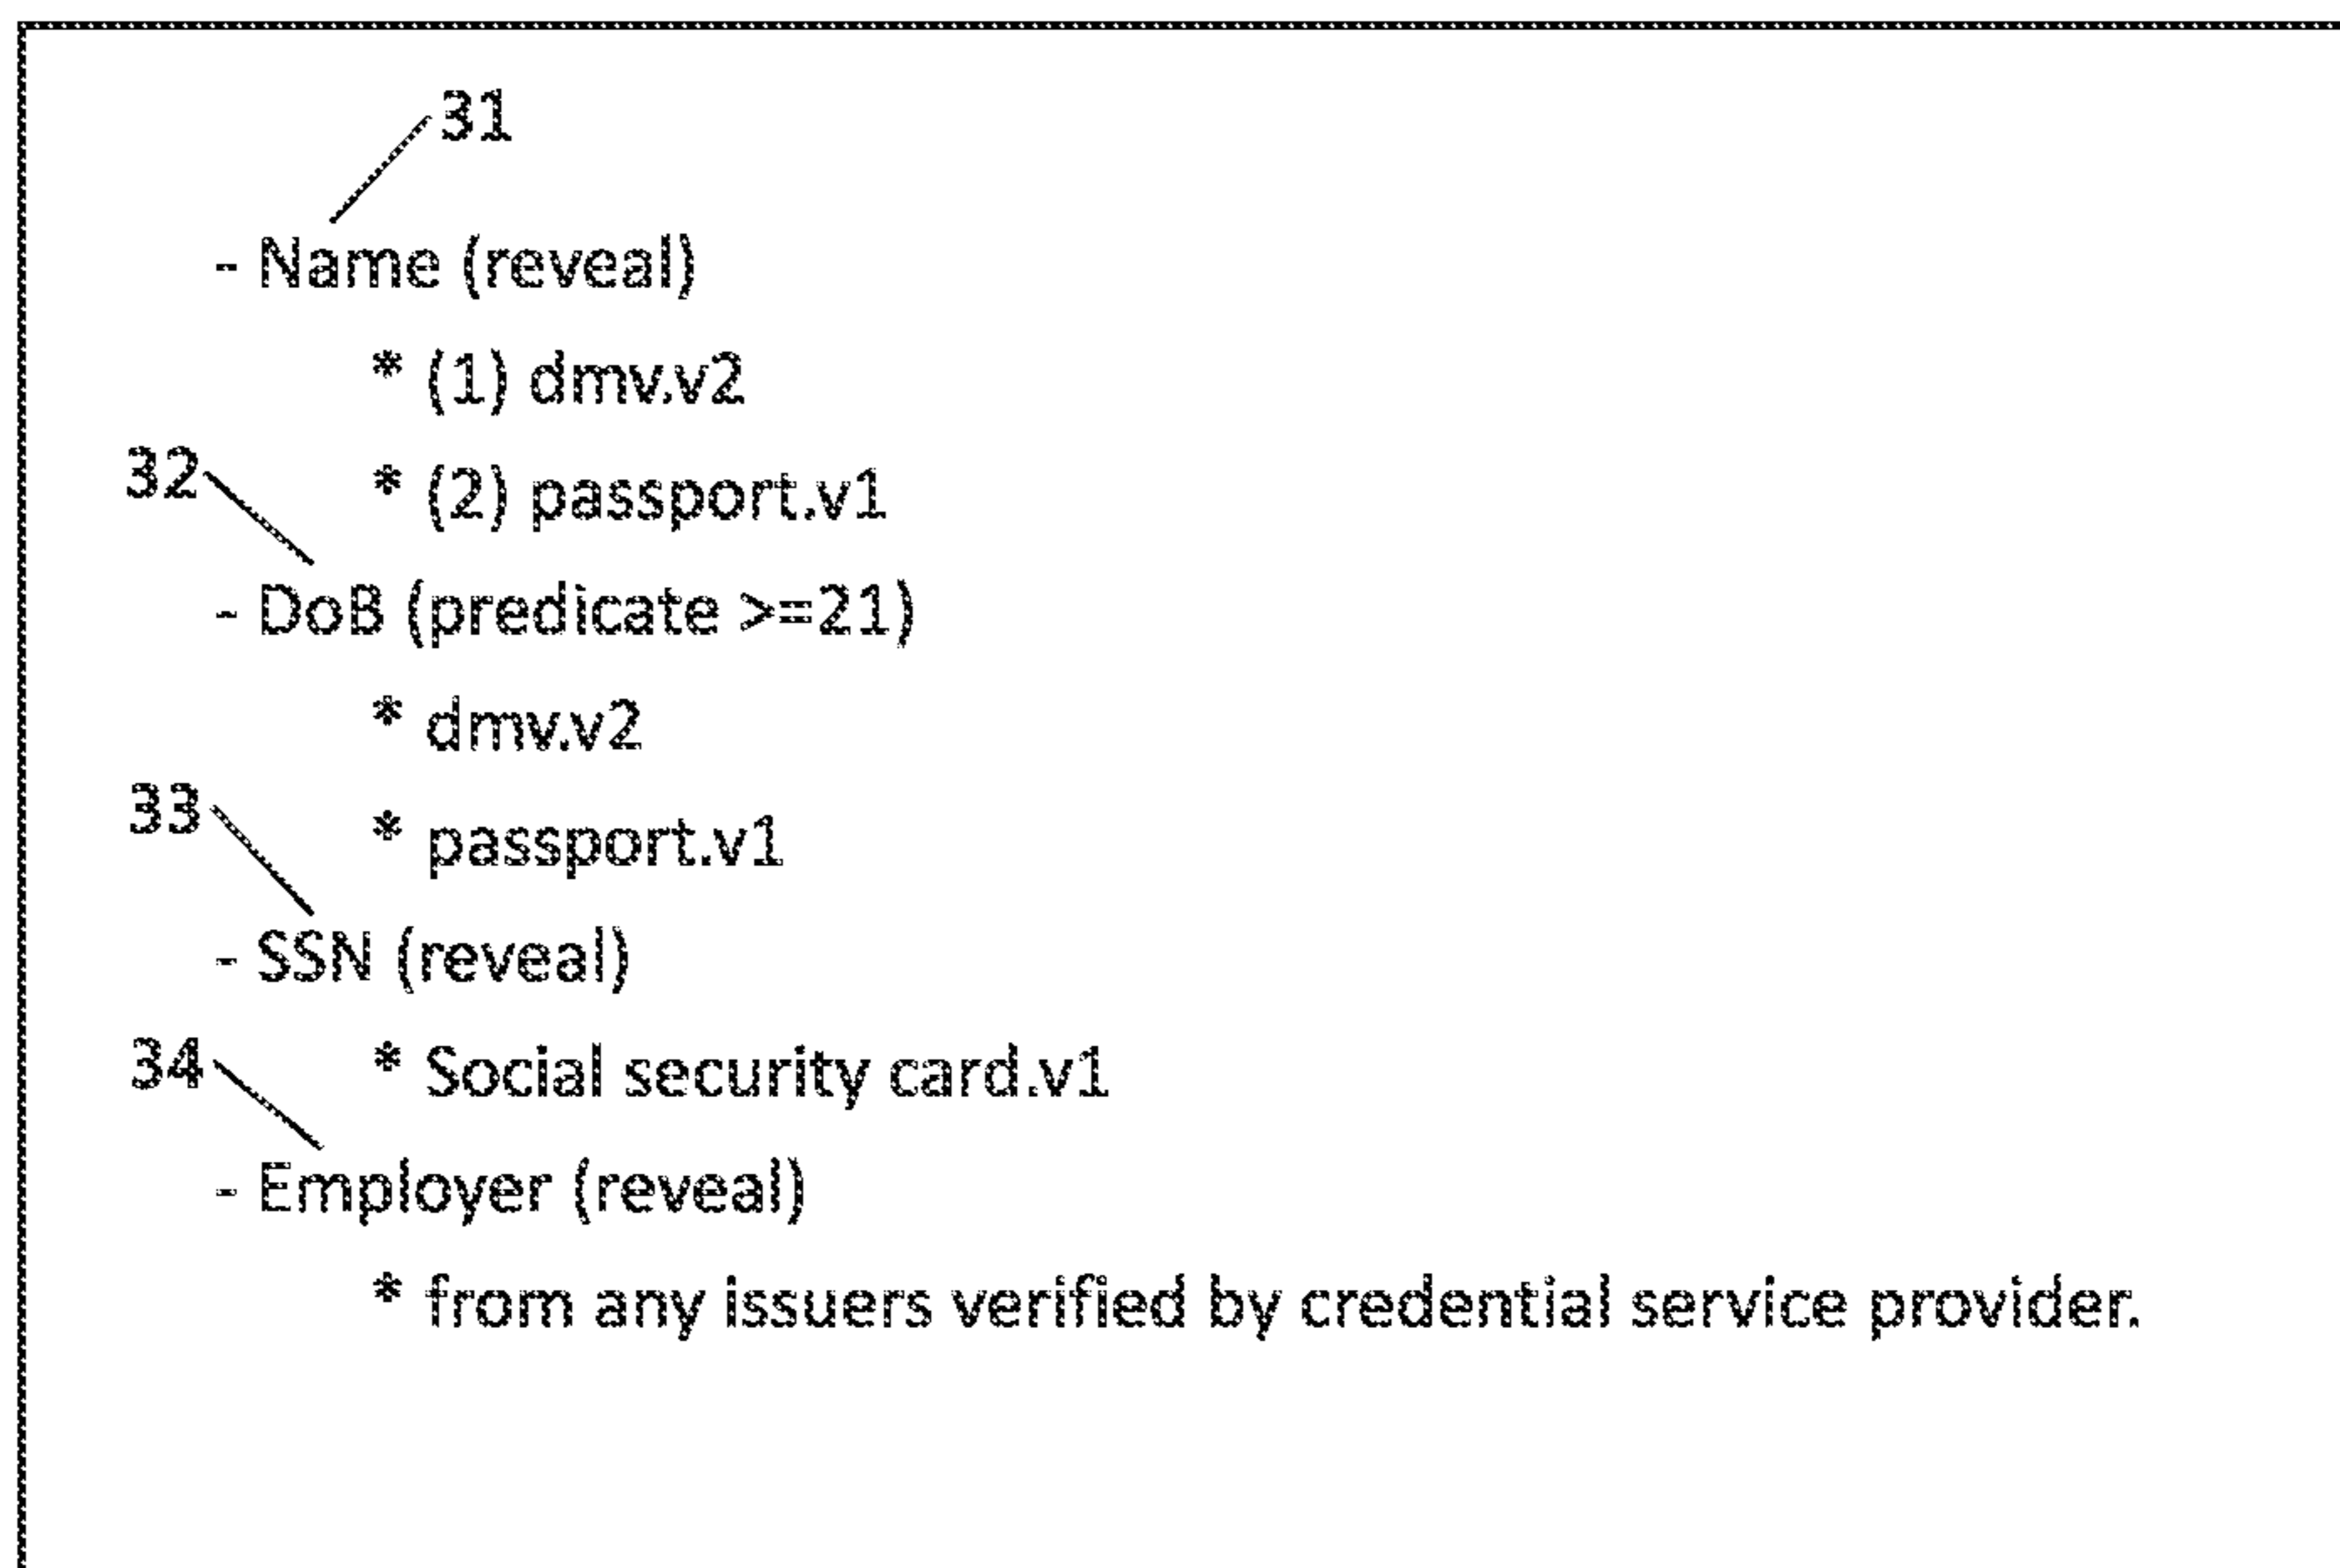 31
- Name (reveal)
* (1) dmv.v2
32
* (2) passport.v1
- DoB (predicate >=21)
* dmv.v2
33
* passport.v1
- SSN (reveal)
34
* Social security card.v1
- Employer (reveal)
* from any issuers verified by credential service provider.